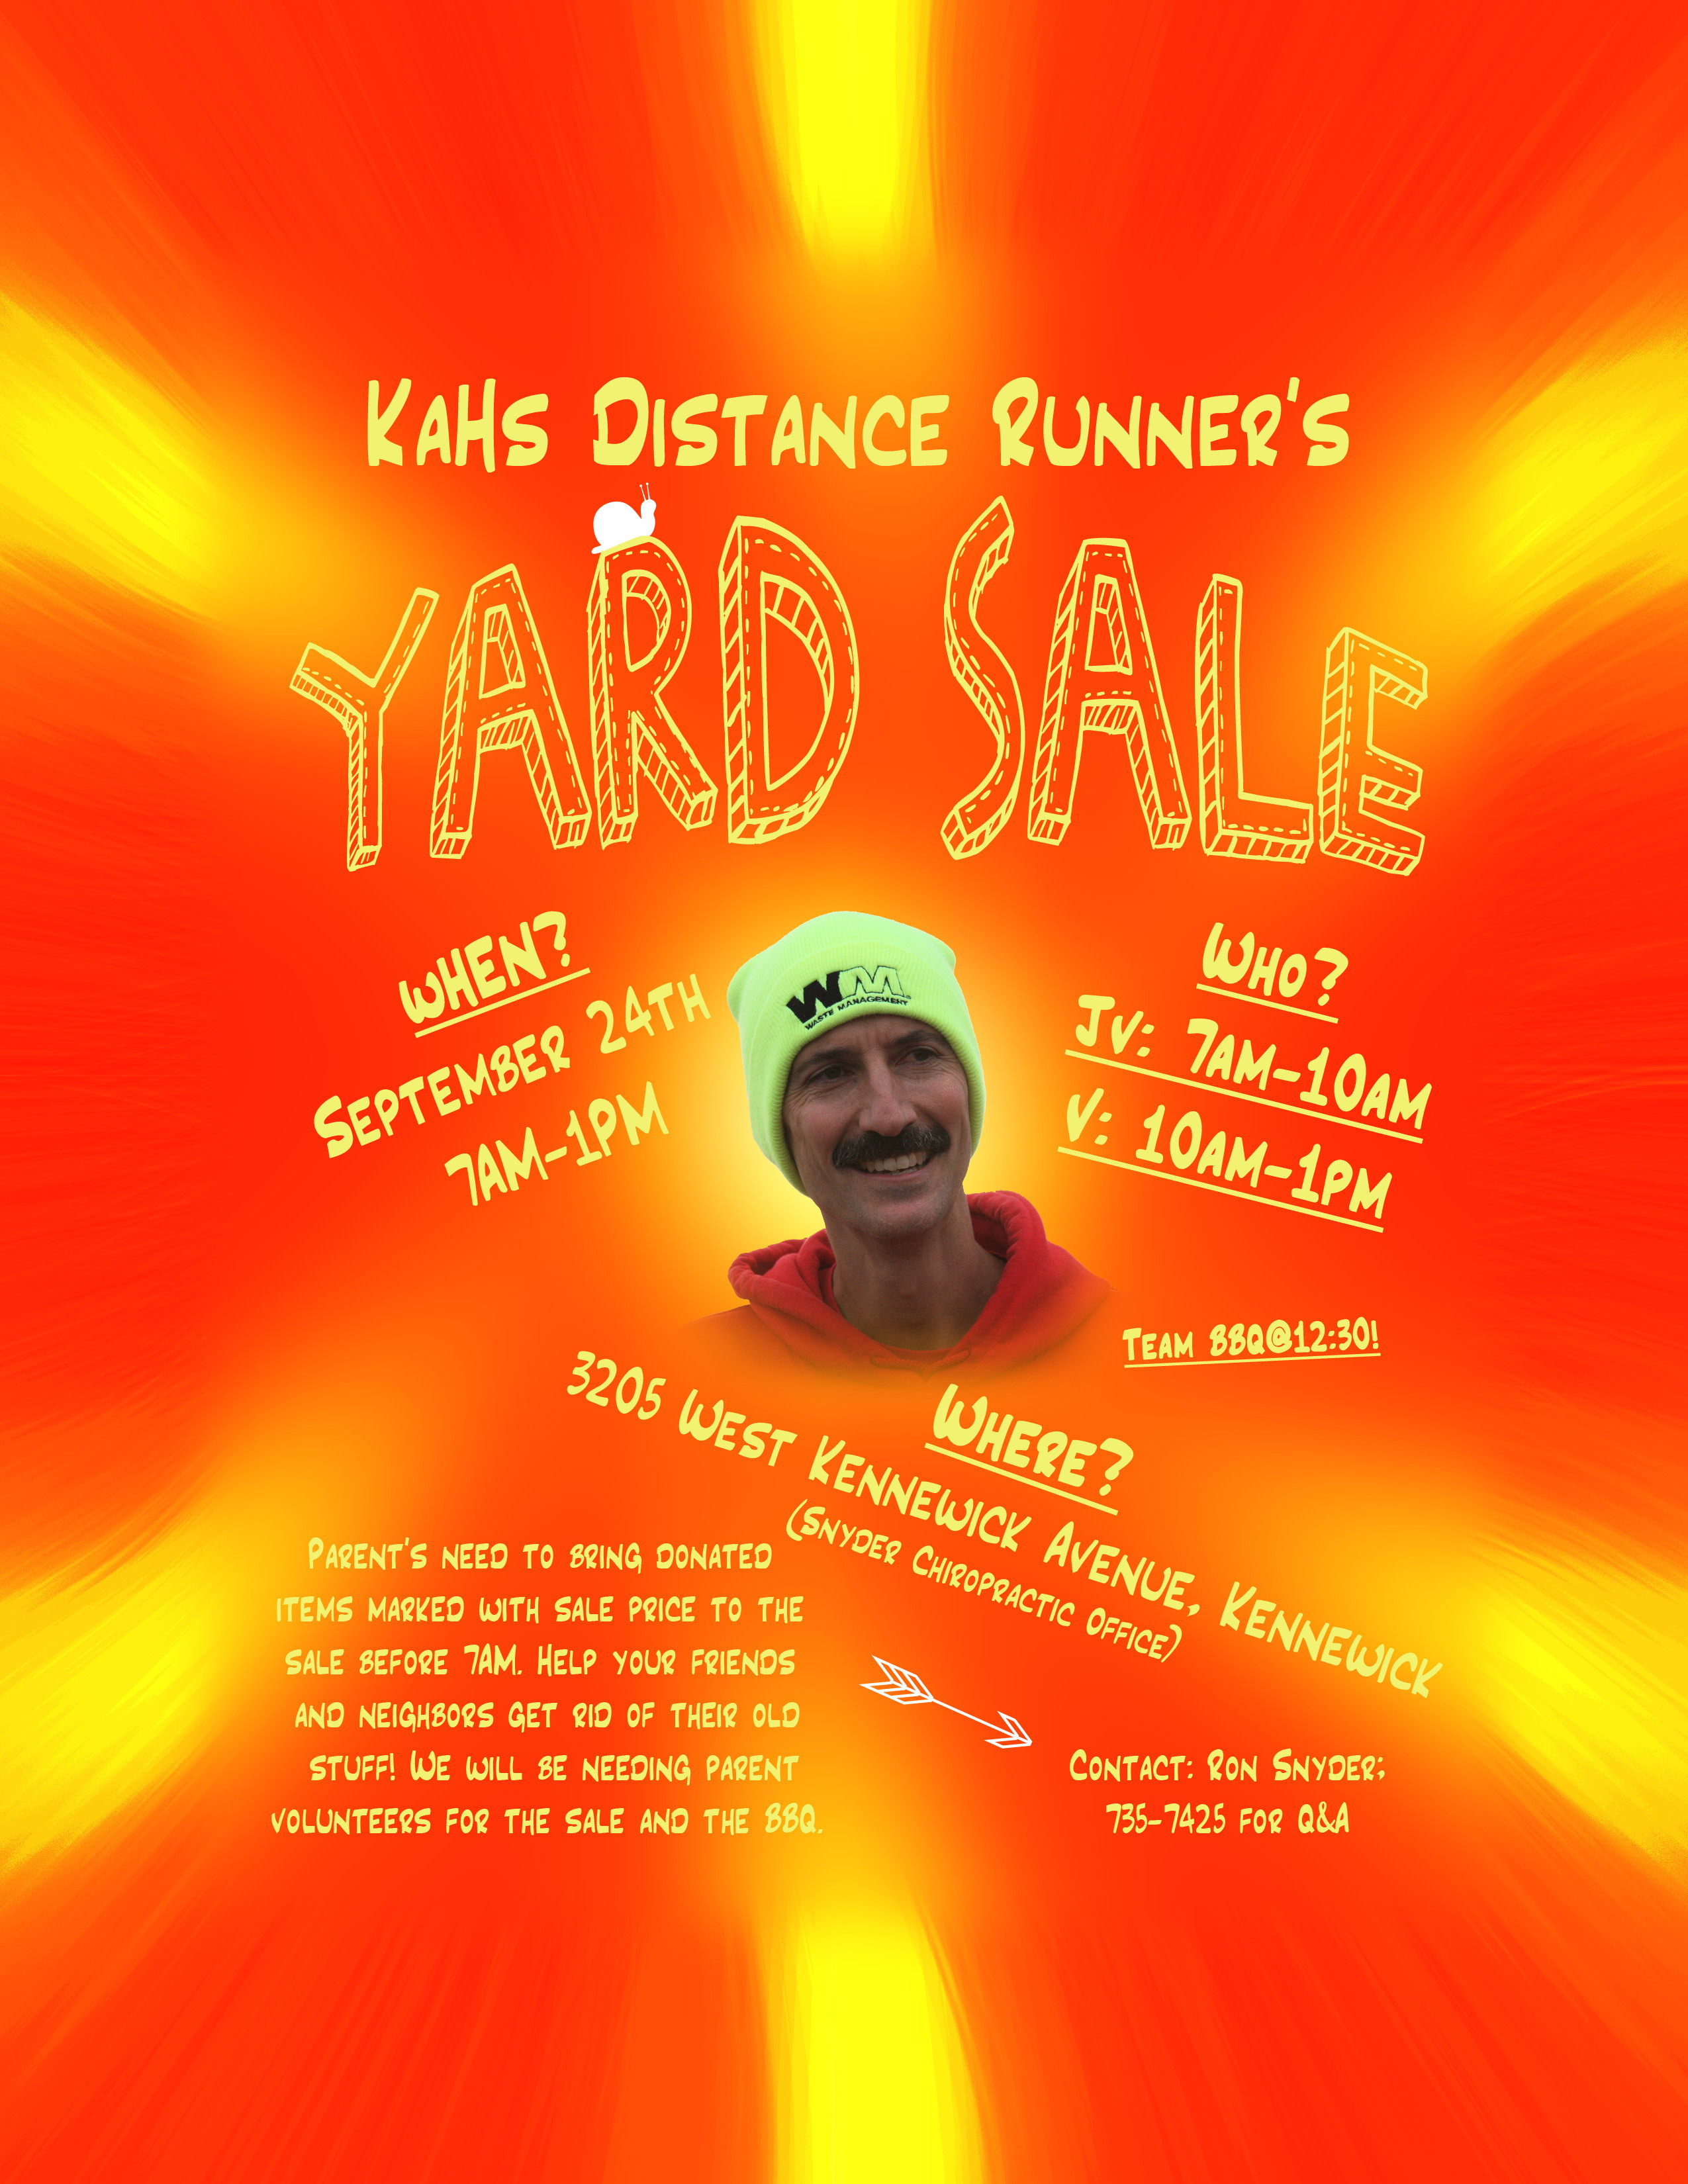 KaHs Distance Runner's
YARD SALE
WHEN?
September 24th
7am-1pm
Who?
Jv: 7am-10am
V: 10am-1pm
WM
WASTE MANAGEMENT
Team BBQ@12:30!
Where?
3205 West Kennewick Avenue, Kennewick
(Snyder Chiropractic Office)
Parent's need to bring donated
items marked with sale price to the
sale before 7AM. Help your friends
and neighbors get rid of their old
stuff! We will be needing parent
volunteers for the sale and the BBQ.
Contact: Ron Snyder;
735-7425 for Q&A